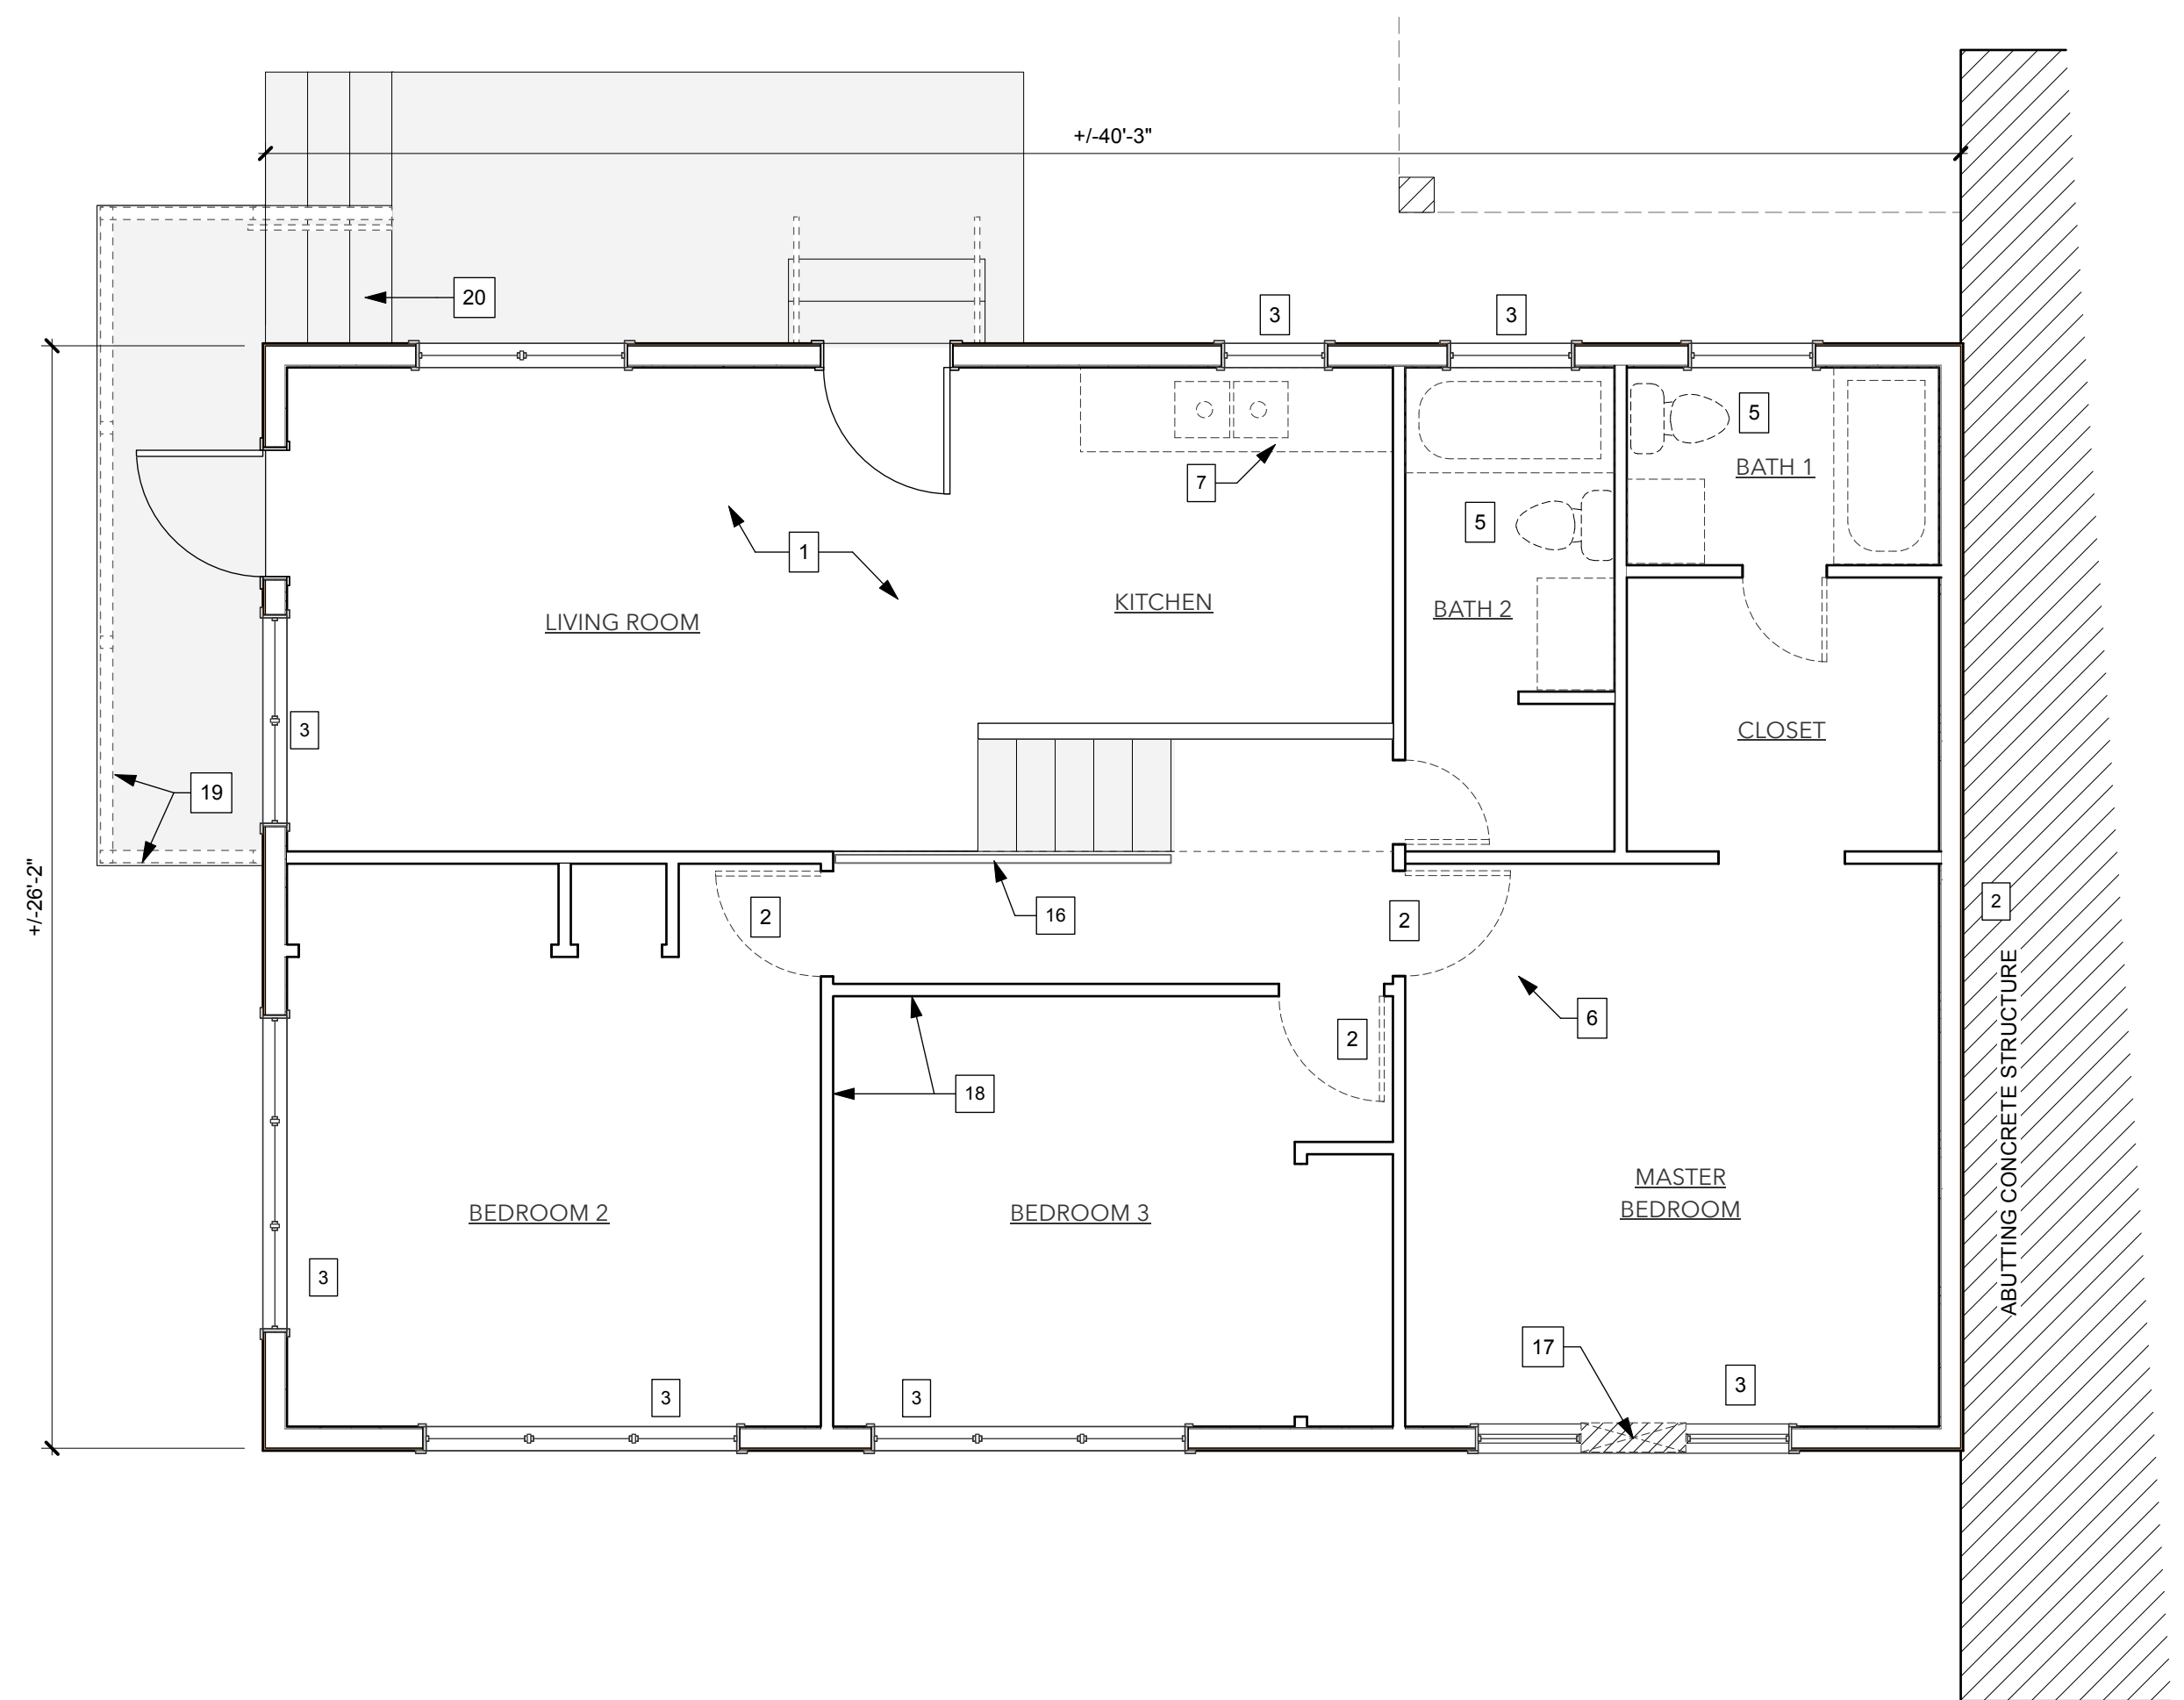 +/-40'-3"
20
3
3
7
5
BATH 1
5
1
LIVING ROOM
KITCHEN
BATH 2
3
CLOSET
19
+/-26'-2"
2
16
2
2
6
2
18
ABUTTING CONCRETE STRUCTURE
BEDROOM 2
BEDROOM 3
MASTER
BEDROOM
3
17
3
3
3